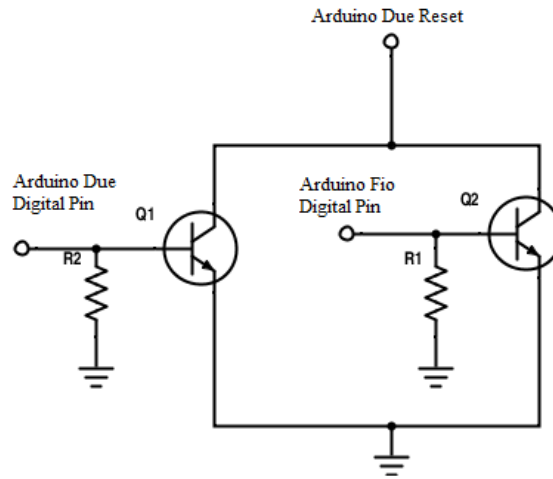 Arduino Due Reset
Arduino Due
Digital Pin
Q1
R2
Arduino Fio
Digital Pin
Q2
R1